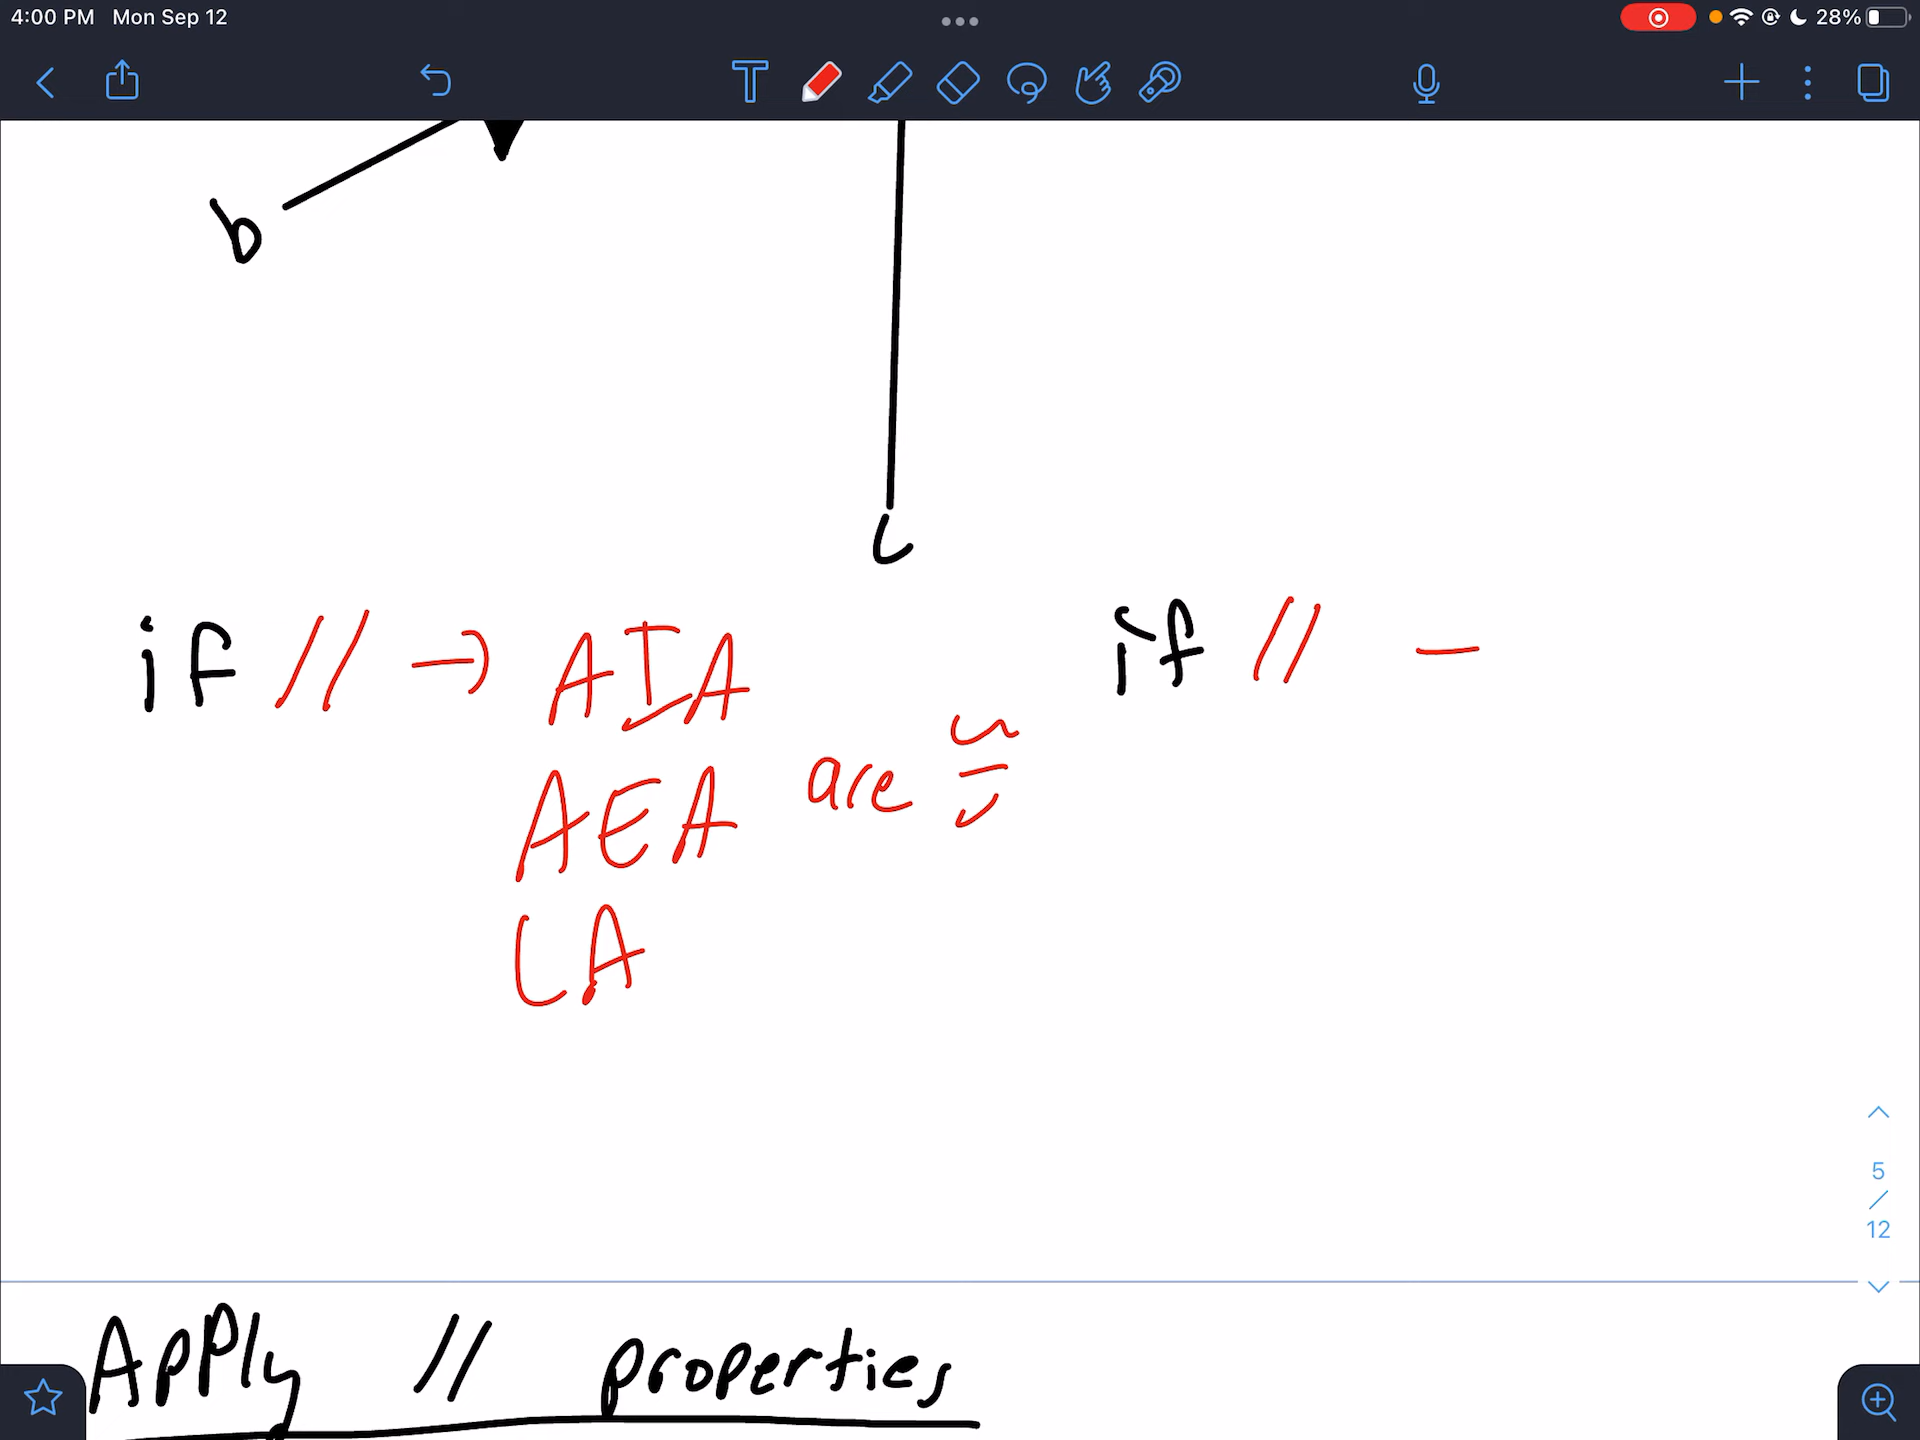 4:00 PM Mon Sep 12
28%
T
b
c
if // → AIA
if // —
are ≅
AEA
CA
5
/
12
Apply // properties